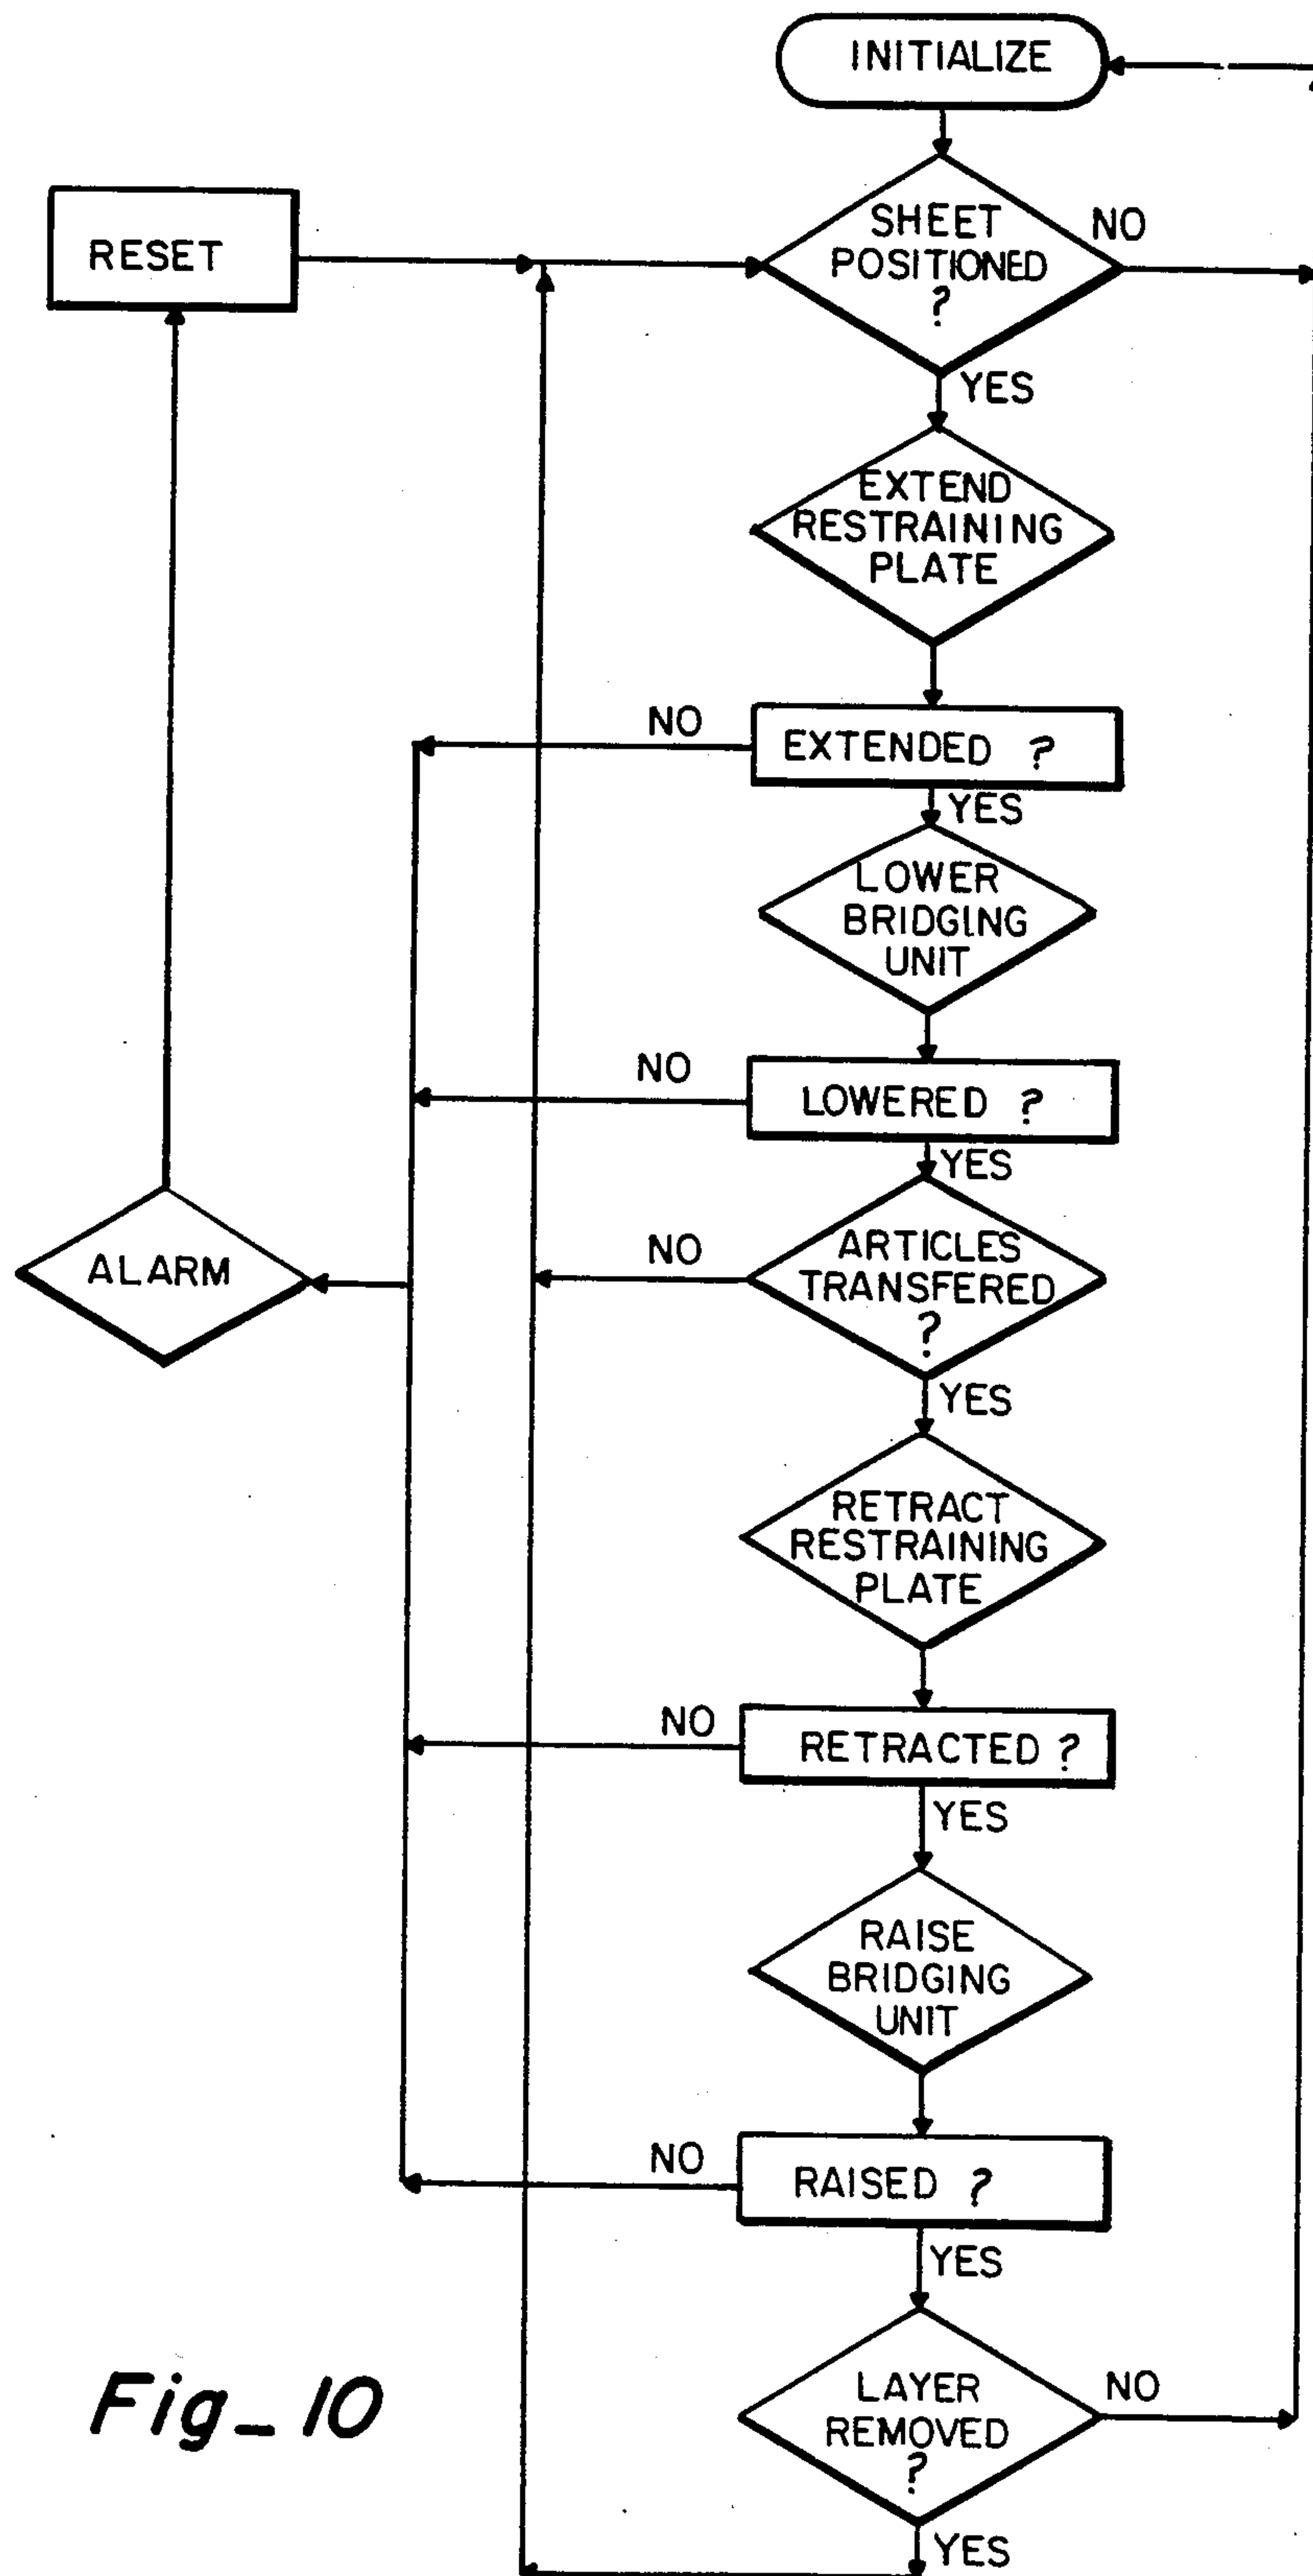 INITIALIZE
SHEET
POSITIONED
?
NO
RESET
YES
EXTEND
RESTRAINING
PLATE
NO
EXTENDED ?
YES
LOWER
BRIDGING
UNIT
NO
LOWERED ?
YES
ALARM
NO
ARTICLES
TRANSFERED
?
YES
RETRACT
RESTRAINING
PLATE
NO
RETRACTED ?
YES
RAISE
BRIDGING
UNIT
NO
RAISED ?
YES
LAYER
REMOVED
?
NO
YES
Fig_10